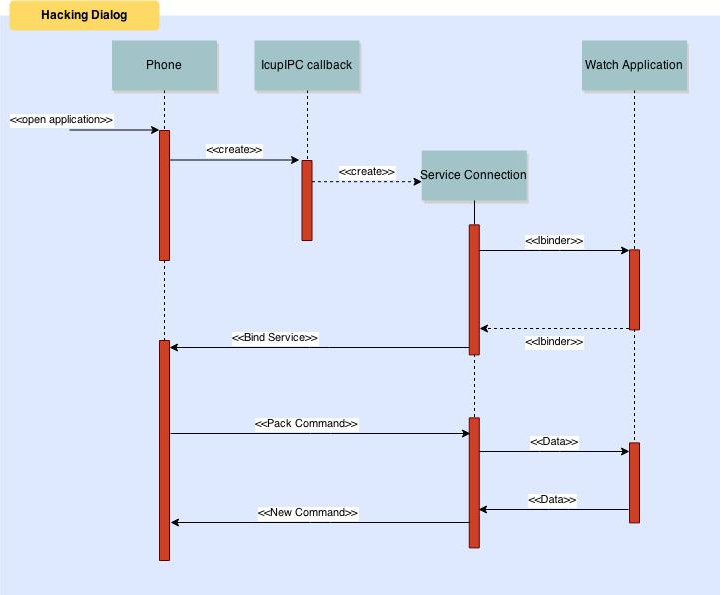 Hacking Dialog
Phone
IcupIPC callback
Watch Application
<<open application>>
<<create>>
<<create>>
Service Connection
<<Ibinder>>
<<Bind Service>>
<<Ibinder>>
<<Pack Command>>
<<Data>>
<<Data>>
<<New Command>>